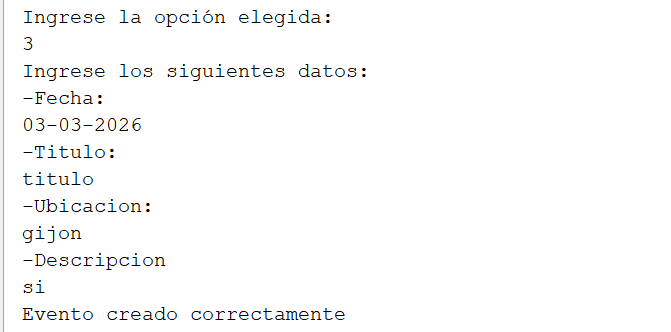 Ingrese la opción elegida:
3
Ingrese los siguientes datos:
-Fecha:
03-03-2026
-Titulo:
titulo
-Ubicacion:
gijon
-Descripcion
si
Evento creado correctamente